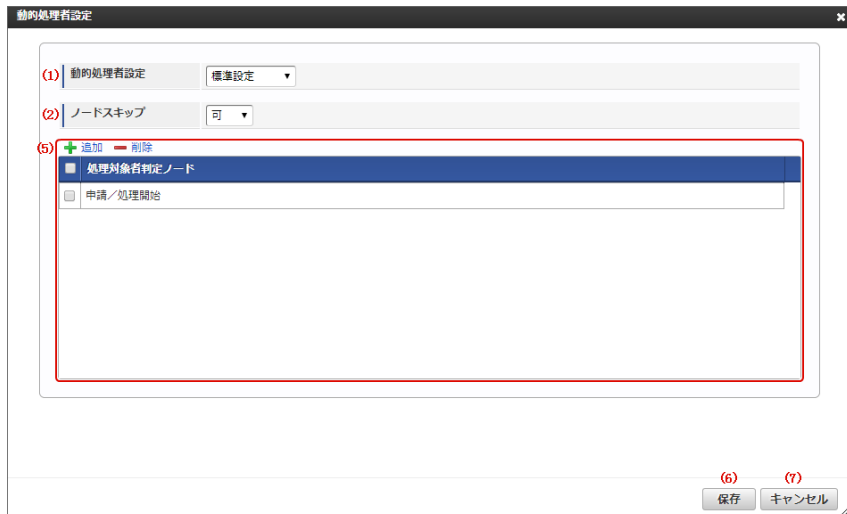 動的処理者設定
(1) 動的処理者設定 標準設定
(2) ノードスキップ 可
(5) 追加 削除
処理対象者判定ノード
申請／処理開始
(6) (7)
保存 キャンセル